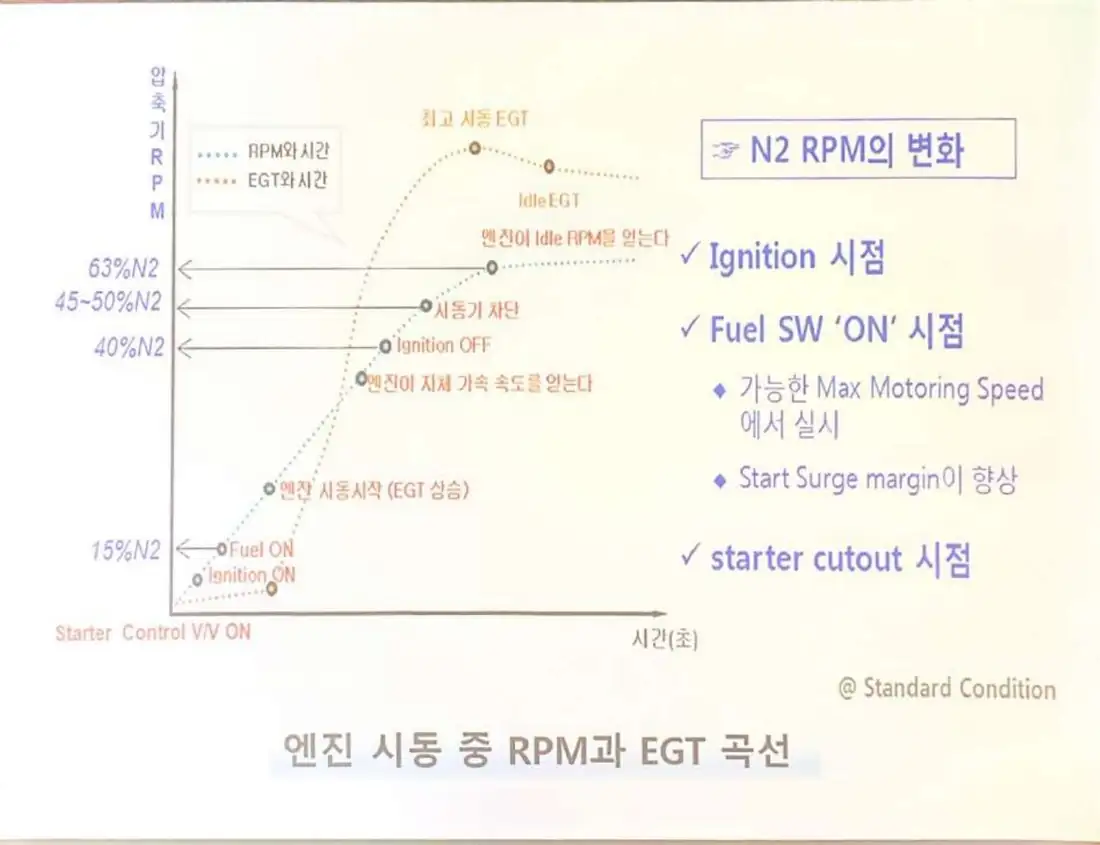 압축기RPM
RPM와 시간
EGT와 시간
최고 시동 EGT
Idle EGT
엔진이 Idle RPM을 얻는다
63%N2
45~50%N2
시동기 차단
40%N2
Ignition OFF
엔진이 자체 가속 속도를 얻는다
엔진 시동시작 (EGT 상승)
15%N2
Fuel ON
Ignition ON
Starter Control V/V ON
시간(초)
☞ N2 RPM의 변화
✓ Ignition 시점
✓ Fuel SW ‘ON’ 시점
◆ 가능한 Max Motoring Speed
에서 실시
◆ Start Surge margin이 향상
✓ starter cutout 시점
@ Standard Condition
엔진 시동 중 RPM과 EGT 곡선